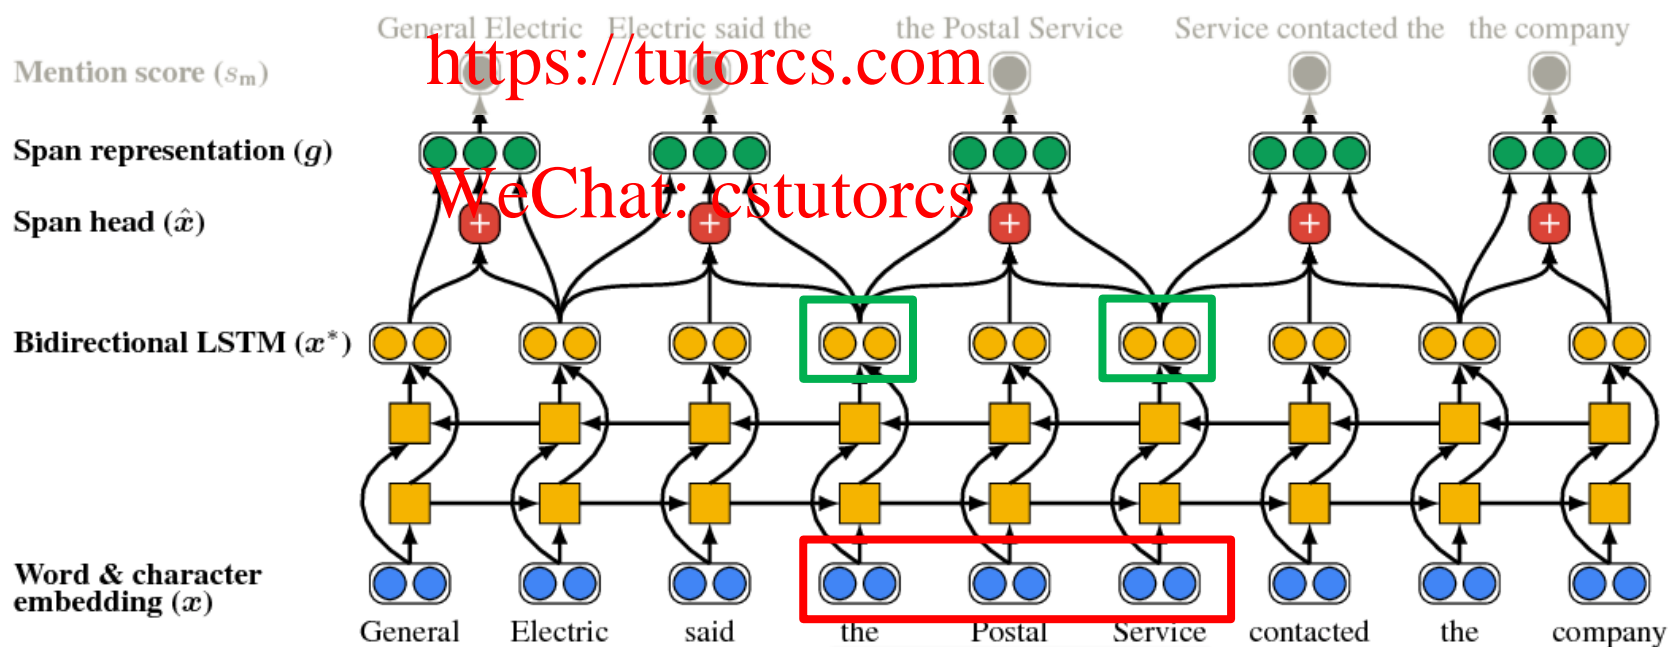 General Electric Electric said the the Postal Service Service contacted the the company
https://tutorcs.com
Mention score (sm)
Span representation (g)
WeChat: cstutorcs
Span head (x̂)
+ + + + +
Bidirectional LSTM (x*)
Word & character
embedding (x)
General Electric said the Postal Service contacted the company